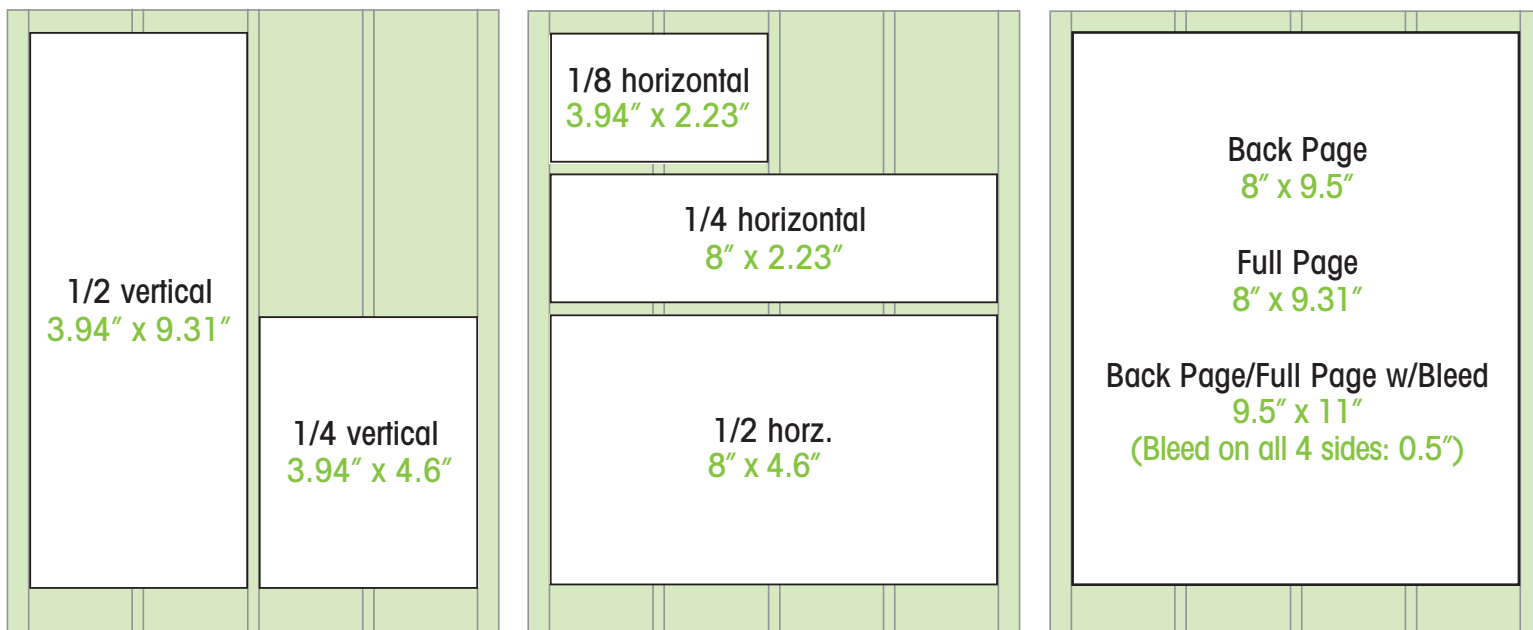 1/2 vertical
3.94″ x 9.31″
1/4 vertical
3.94″ x 4.6″
1/8 horizontal
3.94″ x 2.23″
1/4 horizontal
8″ x 2.23″
1/2 horz.
8″ x 4.6″
Back Page
8″ x 9.5″
Full Page
8″ x 9.31″
Back Page/Full Page w/Bleed
9.5″ x 11″
(Bleed on all 4 sides: 0.5″)